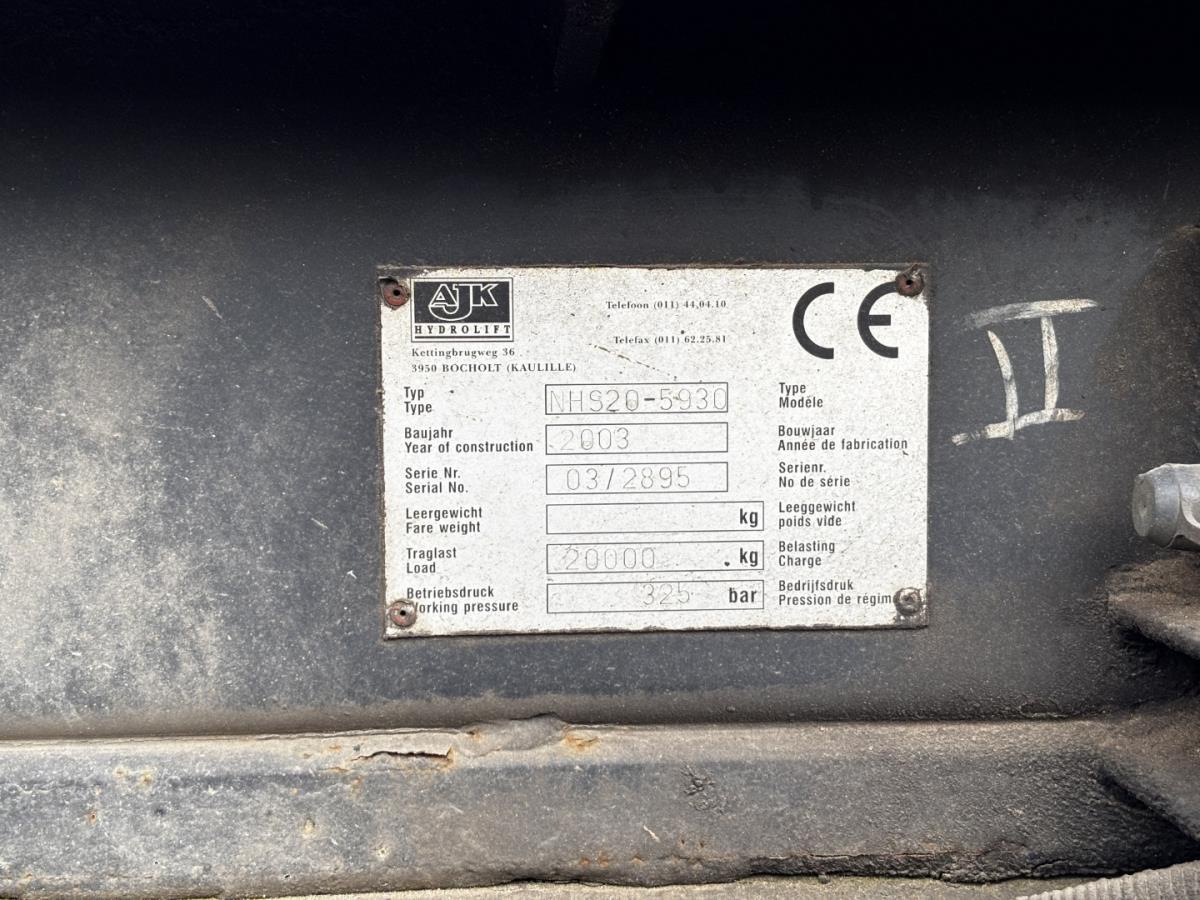 AJK
HYDROLIFT
Kettingbrugweg 36
3950 BOCHOLT (KAULILLE)
Telefoon (011) 44.04.10
Telefax (011) 62.25.81
CE
Typ
Type
NHS20-5930
Type
Modéle
Baujahr
Year of construction
2003
Bouwjaar
Année de fabrication
Serie Nr.
Serial No.
03/2895
Serienr.
No de série
Leergewicht
Fare weight
kg
Leeggewicht
poids vide
Traglast
Load
20000 kg
Belasting
Charge
Betriebsdruck
Working pressure
325 bar
Bedrijfsdruk
Pression de régime
II